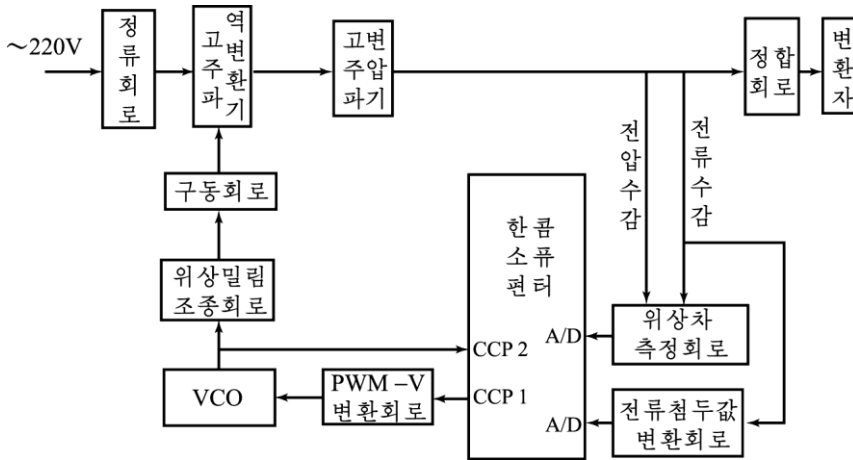 ~220V
정류회로
고주파
역변환기
고주파
변압기
정합
회로
변환자
전압수감
전류수감
구동회로
한콤
소퓨
편터
위상밀림
조종회로
A/D
위상차
측정회로
CCP 2
VCO
PWM –V
변환회로
CCP 1
A/D
전류첨두값
변환회로